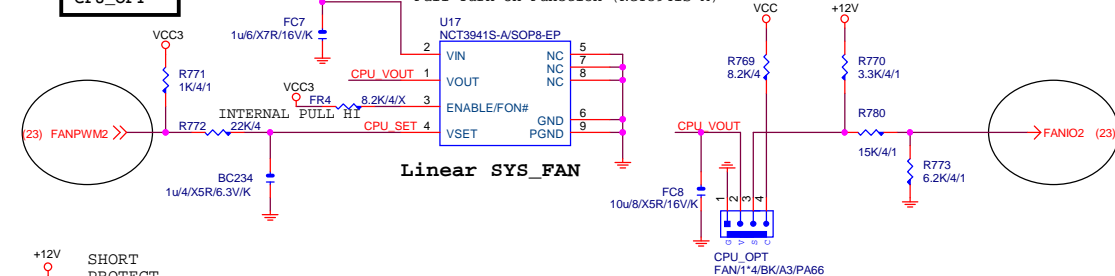 VCC3
R771
1K/4/1
(23) FANPWM2
R772
22K/4
INTERNAL PULL HI
BC234
1u/4/X5R/6.3V/K
FC7
1u/6/X7R/16V/K
VCC3
FR4
8.2K/4/X
CPU_VOUT
CPU_SET
U17
NCT3941S-A/SOP8-EP
2 VIN
1 VOUT
3 ENABLE/FON#
4 VSET
NC 5
NC 7
NC 8
GND 6
PGND 9
Linear SYS_FAN
VCC
R769
8.2K/4
+12V
R770
3.3K/4/1
R780
15K/4/1
FANIO2 (23)
R773
6.2K/4/1
CPU_VOUT
FC8
10u/8/X5R/16V/K
1 2 3 4
G V S C
CPU_OPT
FAN/1*4/BK/A3/PA66
+12V
SHORT